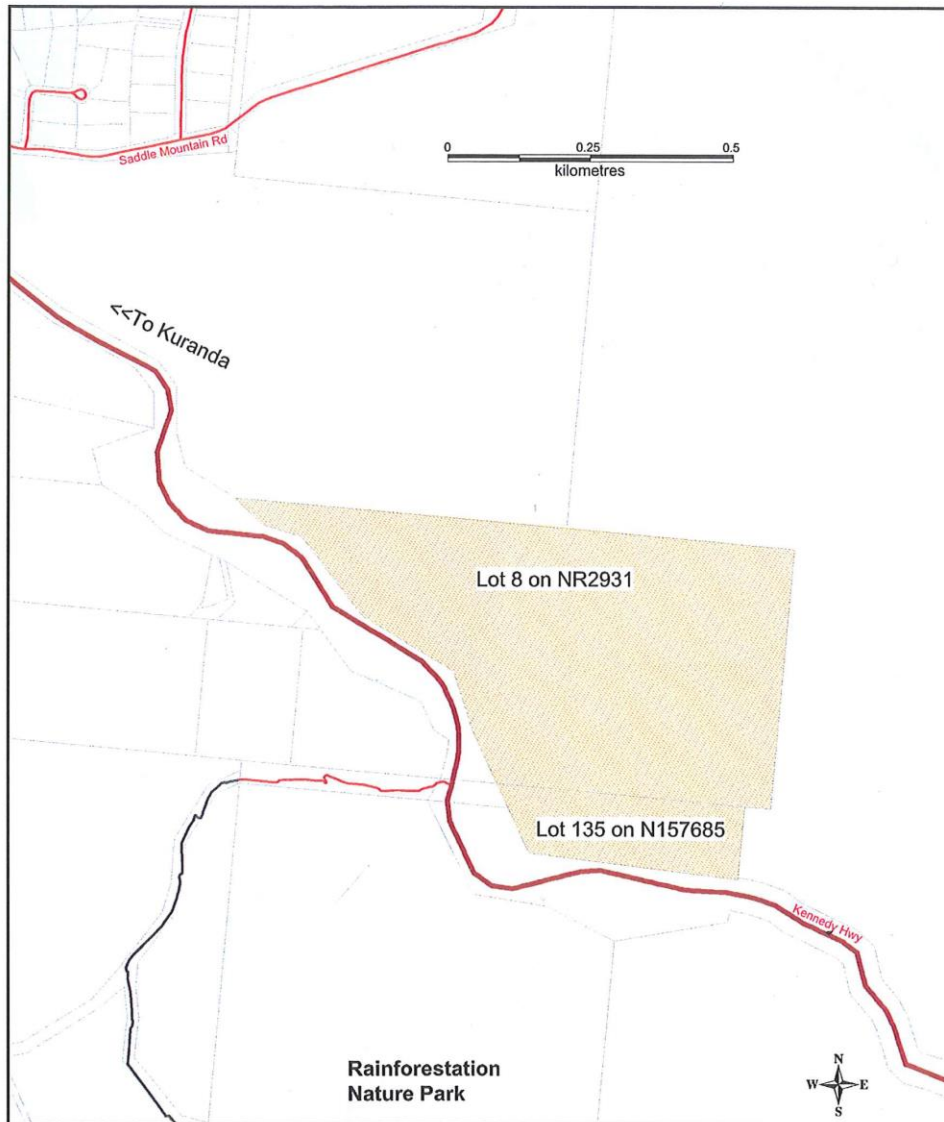 Saddle Mountain Rd
0 0.25 0.5
kilometres
<<To Kuranda
Lot 8 on NR2931
Lot 135 on N157685
Kennedy Hwy
Rainforestation
Nature Park
N
W E
S